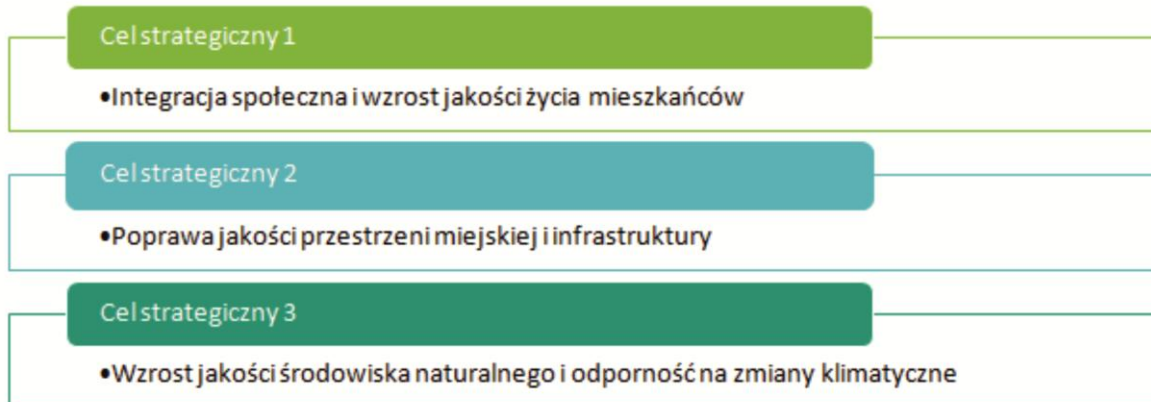 Cel strategiczny 1
•Integracja społeczna i wzrost jakości życia mieszkańców
Cel strategiczny 2
•Poprawa jakości przestrzeni miejskiej i infrastruktury
Cel strategiczny 3
•Wzrost jakości środowiska naturalnego i odporność na zmiany klimatyczne